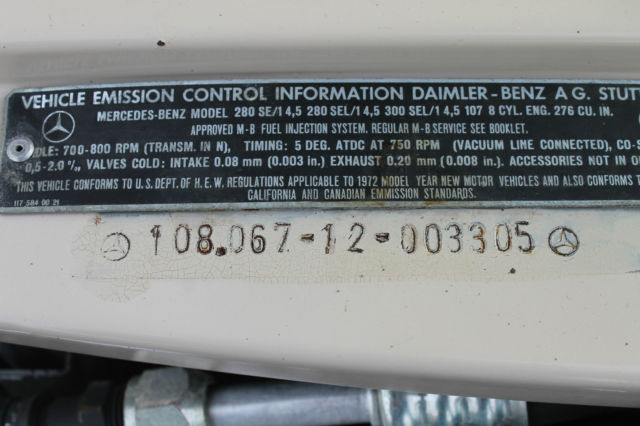 VEHICLE EMISSION CONTROL INFORMATION DAIMLER-BENZ A G. STUT
MERCEDES-BENZ MODEL 280 SE/1 4,5 280 SEL/1 4,5 300 SEL/1 4,5 107 8 CYL. ENG. 276 CU. IN.
APPROVED M-B FUEL INJECTION SYSTEM. REGULAR M-B SERVICE SEE BOOKLET.
IDLE: 700-800 RPM (TRANSM. IN N), TIMING: 5 DEG. ATDC AT 750 RPM (VACUUM LINE CONNECTED), CO-
0,5-2.0 %, VALVES COLD: INTAKE 0.08 mm (0.003 in.) EXHAUST 0.20 mm (0.008 in.) ACCESSORIES NOT IN
THIS VEHICLE CONFORMS TO U.S. DEPT. OF H.E.W. REGULATIONS APPLICABLE TO 1972 MODEL YEAR NEW MOTOR VEHICLES AND ALSO CONFORMS
CALIFORNIA AND CANADIAN EMISSION STANDARDS.
117 584 00 21
108.067-12-003305